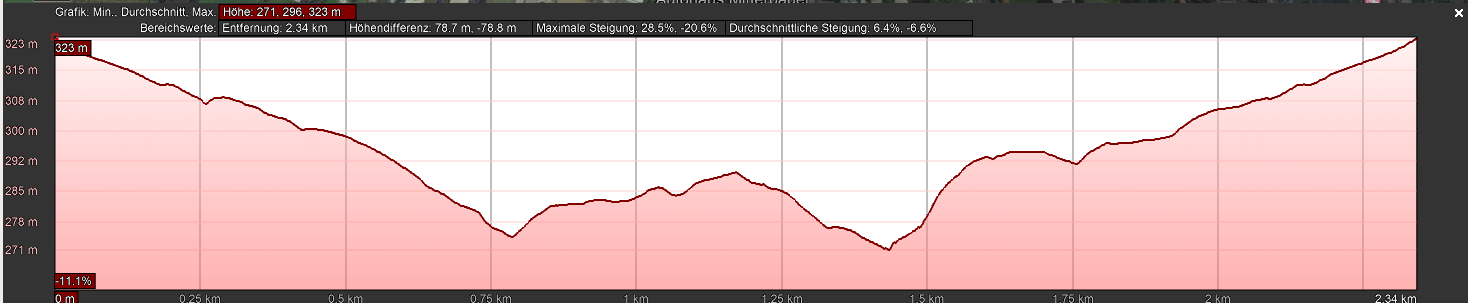 Grafik: Min., Durchschnitt, Max. Höhe: 271, 296, 323 m
Bereichswerte: Entfernung: 2.34 km Höhendifferenz: 78.7 m, -78.8 m Maximale Steigung: 28.5%, -20.6% Durchschnittliche Steigung: 6.4%, -6.6%
323 m
323 m
315 m
308 m
300 m
292 m
285 m
278 m
271 m
-11.1%
0 m 0.25 km 0.5 km 0.75 km 1 km 1.25 km 1.5 km 1.75 km 2 km 2.34 km